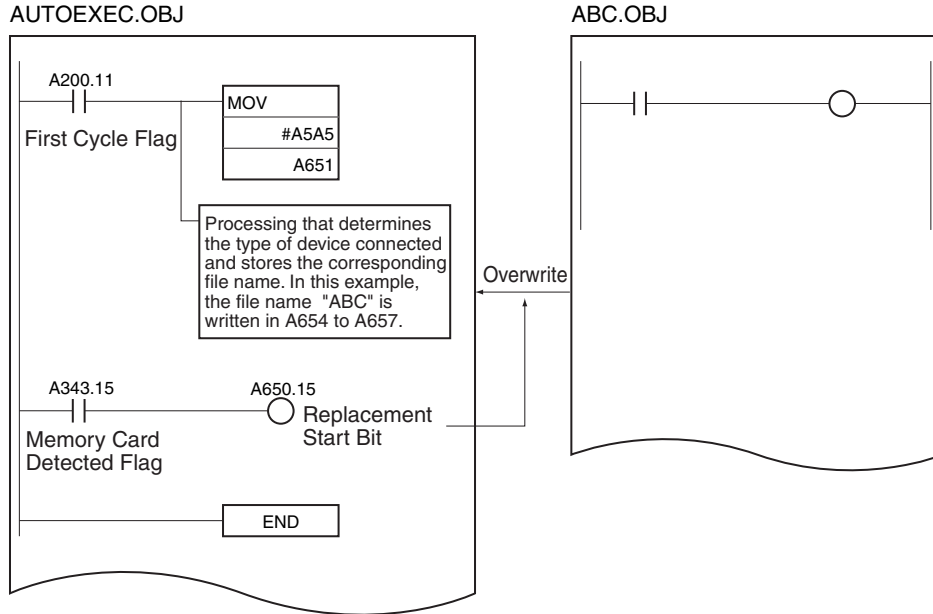 AUTOEXEC.OBJ
A200.11
First Cycle Flag
MOV
#A5A5
A651
Processing that determines
the type of device connected
and stores the corresponding
file name. In this example,
the file name "ABC" is
written in A654 to A657.
A343.15
Memory Card
Detected Flag
A650.15
Replacement
Start Bit
END
Overwrite
ABC.OBJ